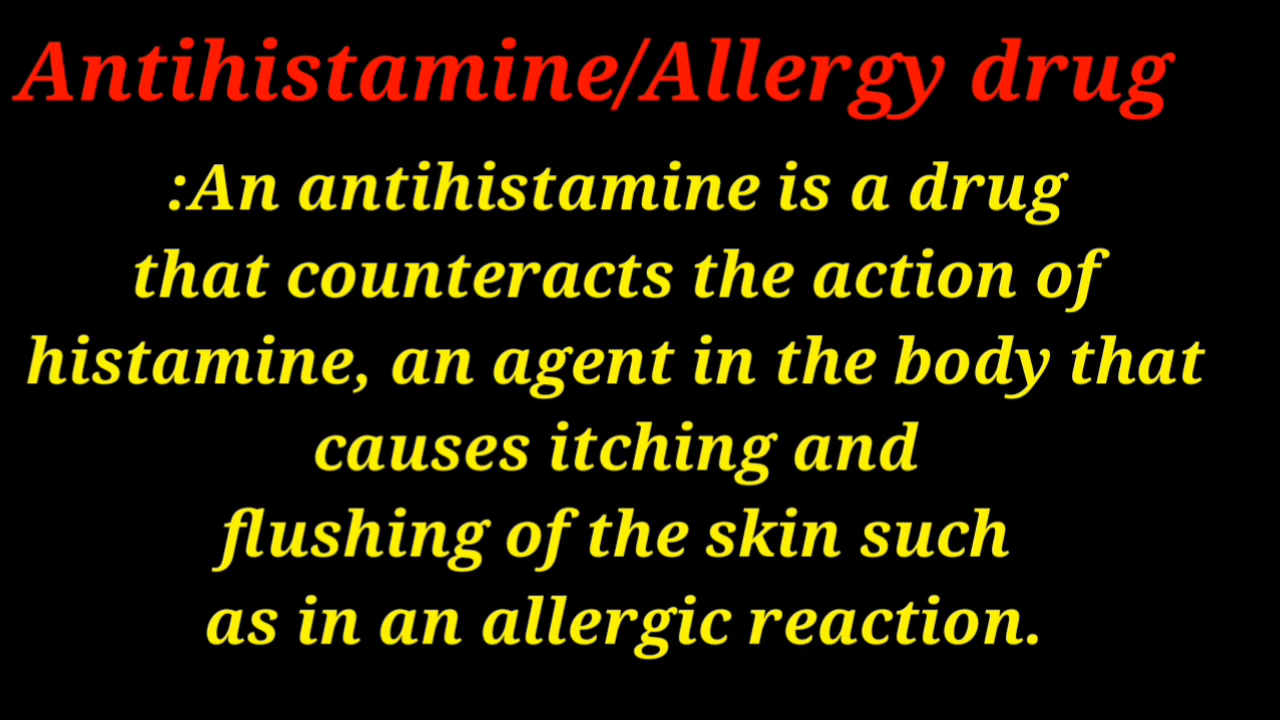 Antihistamine/Allergy drug
:An antihistamine is a drug
that counteracts the action of
histamine, an agent in the body that
causes itching and
flushing of the skin such
as in an allergic reaction.